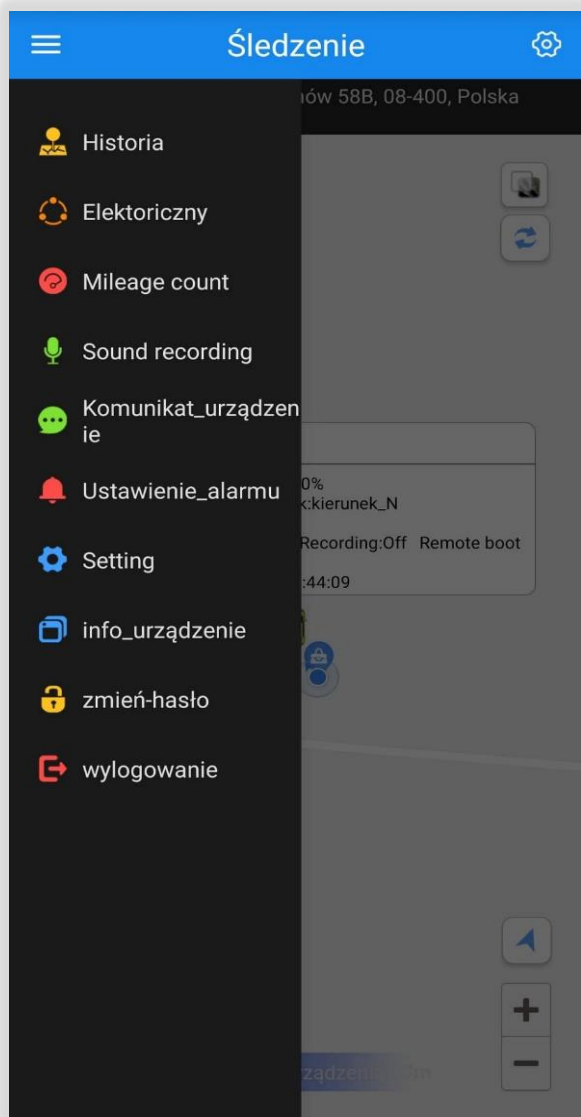 Śledzenie
ów 58B, 08-400, Polska
Historia
Elektoriczny
Mileage count
Sound recording
Komunikat_urządzen
ie
Ustawienie_alarmu
0%
k:kierunek_N
Setting
Recording:Off Remote boot
:44:09
info_urządzenie
zmień-hasło
wylogowanie